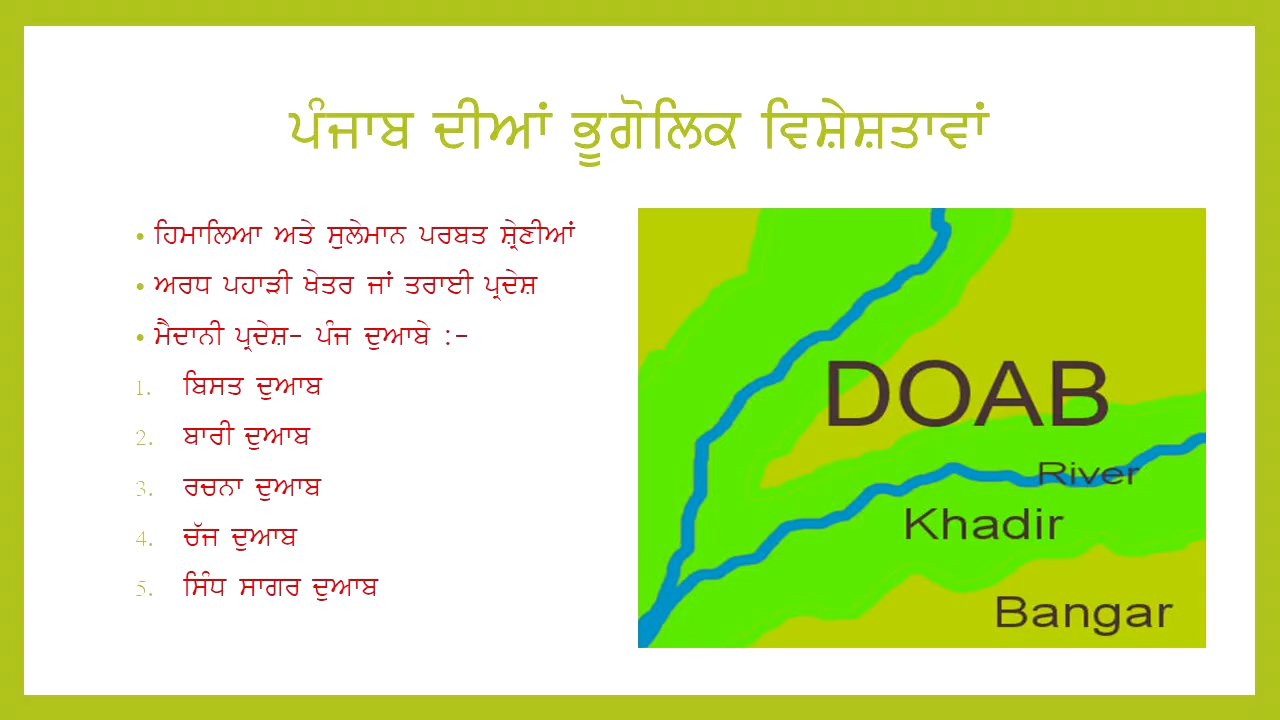 ਪੰਜਾਬ ਦੀਆਂ ਭੂਗੋਲਿਕ ਵਿਸ਼ੇਸ਼ਤਾਵਾਂ
• ਹਿਮਾਲਿਆ ਅਤੇ ਸੁਲੇਮਾਨ ਪਰਬਤ ਸ਼੍ਰੇਣੀਆਂ
• ਅਰਧ ਪਹਾੜੀ ਖੇਤਰ ਜਾਂ ਤਰਾਈ ਪ੍ਰਦੇਸ਼
• ਮੈਦਾਨੀ ਪ੍ਰਦੇਸ਼- ਪੰਜ ਦੁਆਬੇ :-
1. ਬਿਸਤ ਦੁਆਬ
2. ਬਾਰੀ ਦੁਆਬ
3. ਰਚਨਾ ਦੁਆਬ
4. ਚੱਜ ਦੁਆਬ
5. ਸਿੰਧ ਸਾਗਰ ਦੁਆਬ
DOAB
River
Khadir
Bangar